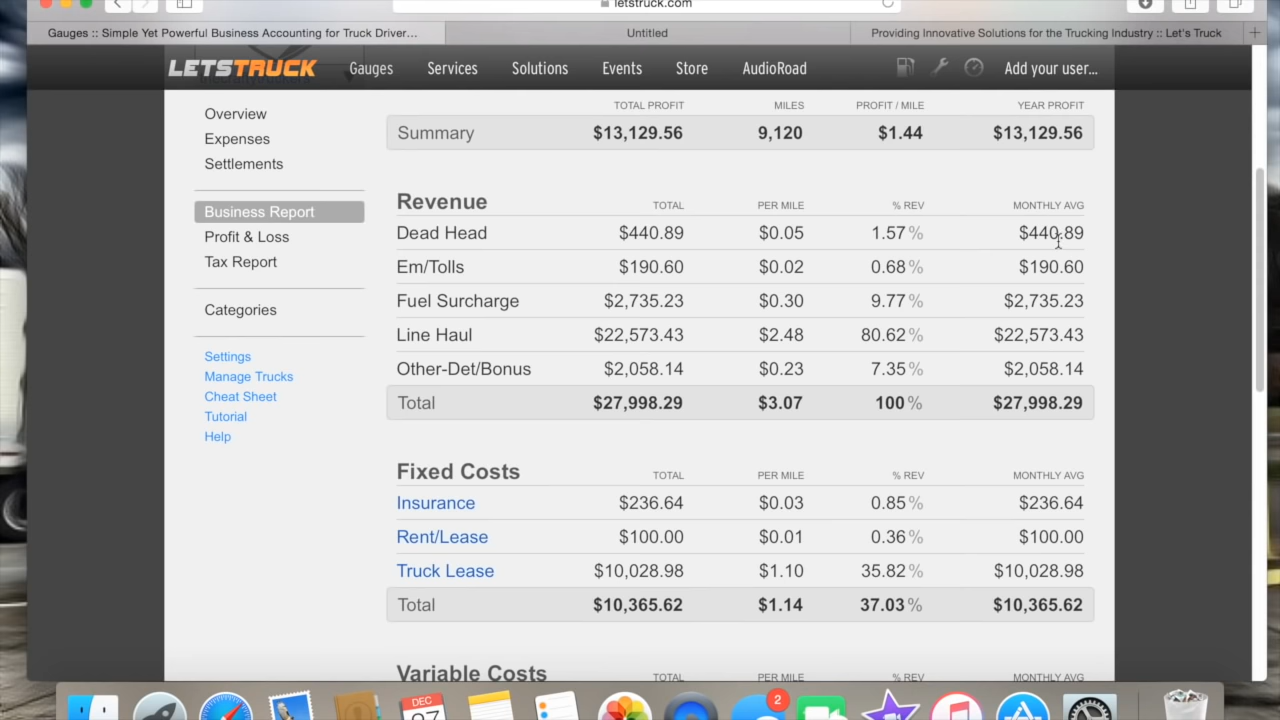 letstruck.com
Gauges :: Simple Yet Powerful Business Accounting for Truck Driver... Untitled Providing Innovative Solutions for the Trucking Industry :: Let's Truck
LETSTRUCK Gauges Services Solutions Events Store AudioRoad Add your user...
Overview
Expenses
Settlements
Business Report
Profit & Loss
Tax Report
Categories
Settings
Manage Trucks
Cheat Sheet
Tutorial
Help
TOTAL PROFIT MILES PROFIT / MILE YEAR PROFIT
Summary $13,129.56 9,120 $1.44 $13,129.56
Revenue TOTAL PER MILE % REV MONTHLY AVG
Dead Head $440.89 $0.05 1.57 % $440.89
Em/Tolls $190.60 $0.02 0.68 % $190.60
Fuel Surcharge $2,735.23 $0.30 9.77 % $2,735.23
Line Haul $22,573.43 $2.48 80.62 % $22,573.43
Other-Det/Bonus $2,058.14 $0.23 7.35 % $2,058.14
Total $27,998.29 $3.07 100 % $27,998.29
Fixed Costs TOTAL PER MILE % REV MONTHLY AVG
Insurance $236.64 $0.03 0.85 % $236.64
Rent/Lease $100.00 $0.01 0.36 % $100.00
Truck Lease $10,028.98 $1.10 35.82 % $10,028.98
Total $10,365.62 $1.14 37.03 % $10,365.62
Variable Costs TOTAL PER MILE % REV MONTHLY AVG
DEC
2